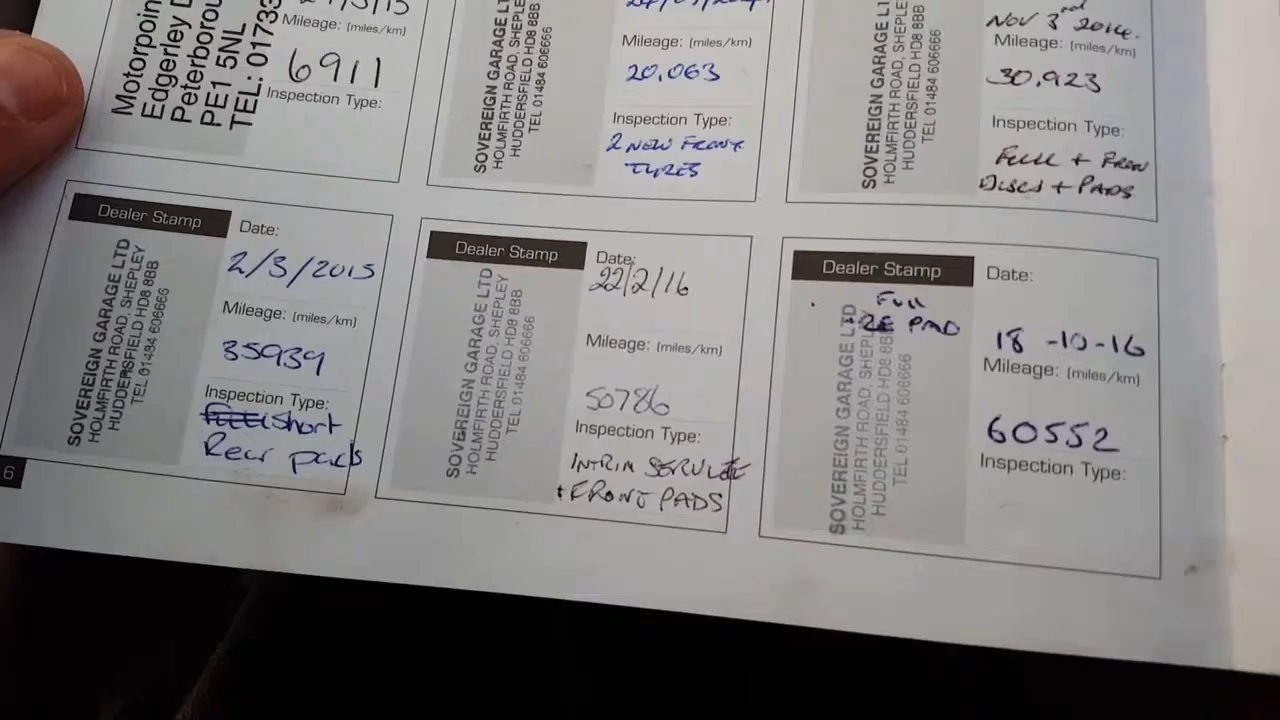 Motorpoin
Edgerley D
Peterborou
PE1 5NL
TEL: 01733
Mileage: (miles/km)
6911
Inspection Type:
SOVEREIGN GARAGE LTD
HOLMFIRTH ROAD, SHEPLE
HUDDERSFIELD HD8 8BB
TEL 01484 606666
Mileage: (miles/km)
20,063
Inspection Type:
2 NEW FRONT
TYRES
SOVEREIGN GARAGE L
HOLMFIRTH ROAD, SHE
HUDDERSFIELD HD8 8BB
TEL 01484 606666
NOV 3rd 2014.
Mileage: (miles/km)
30,923
Inspection Type:
FULL + FRON
DISCS + PADS
Dealer Stamp
SOVEREIGN GARAGE LTD
HOLMFIRTH ROAD, SHEPLEY
HUDDERSFIELD HD8 8BB
TEL 01484 606666
Date:
2/3/2015
Mileage: (miles/km)
35939
Inspection Type:
short
Rear pads
6
Dealer Stamp
SOVEREIGN GARAGE LTD
HOLMFIRTH ROAD, SHEPLEY
HUDDERSFIELD HD8 8BB
TEL 01484 606666
Date:
22/2/16
Mileage: (miles/km)
50786
Inspection Type:
INTRIM SERVICE
+FRONT PADS
Dealer Stamp
FULL
PAD
SOVEREIGN GARAGE LTD
HOLMFIRTH ROAD, SHEPL
HUDDERSFIELD HD8 8B
TEL 01484 606666
Date:
18-10-16
Mileage: (miles/km)
60552
Inspection Type: